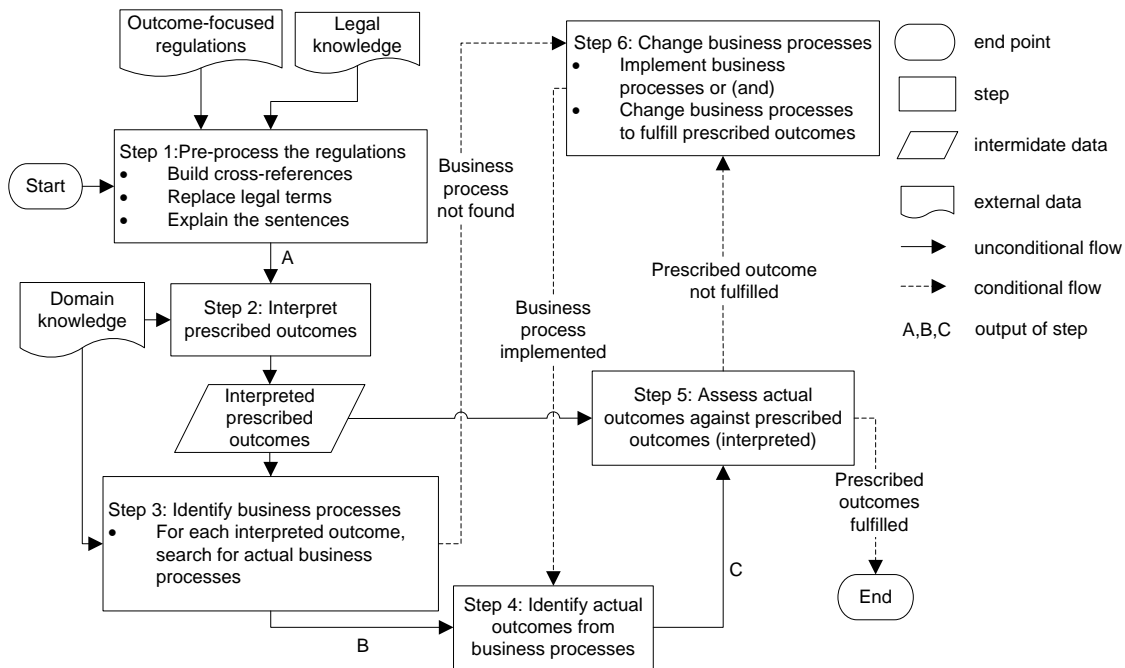 Outcome-focused
regulations
Legal
knowledge
Start
Step 1:Pre-process the regulations
• Build cross-references
• Replace legal terms
• Explain the sentences
A
Domain
knowledge
Step 2: Interpret
prescribed outcomes
Interpreted
prescribed
outcomes
Step 3: Identify business processes
• For each interpreted outcome,
search for actual business
processes
B
Business
process
not found
Step 6: Change business processes
• Implement business
processes or (and)
• Change business processes
to fulfill prescribed outcomes
Business
process
implemented
Prescribed outcome
not fulfilled
Step 5: Assess actual
outcomes against prescribed
outcomes (interpreted)
Prescribed
outcomes
fulfilled
C
Step 4: Identify actual
outcomes from
business processes
End
end point
step
intermidate data
external data
unconditional flow
conditional flow
A,B,C output of step